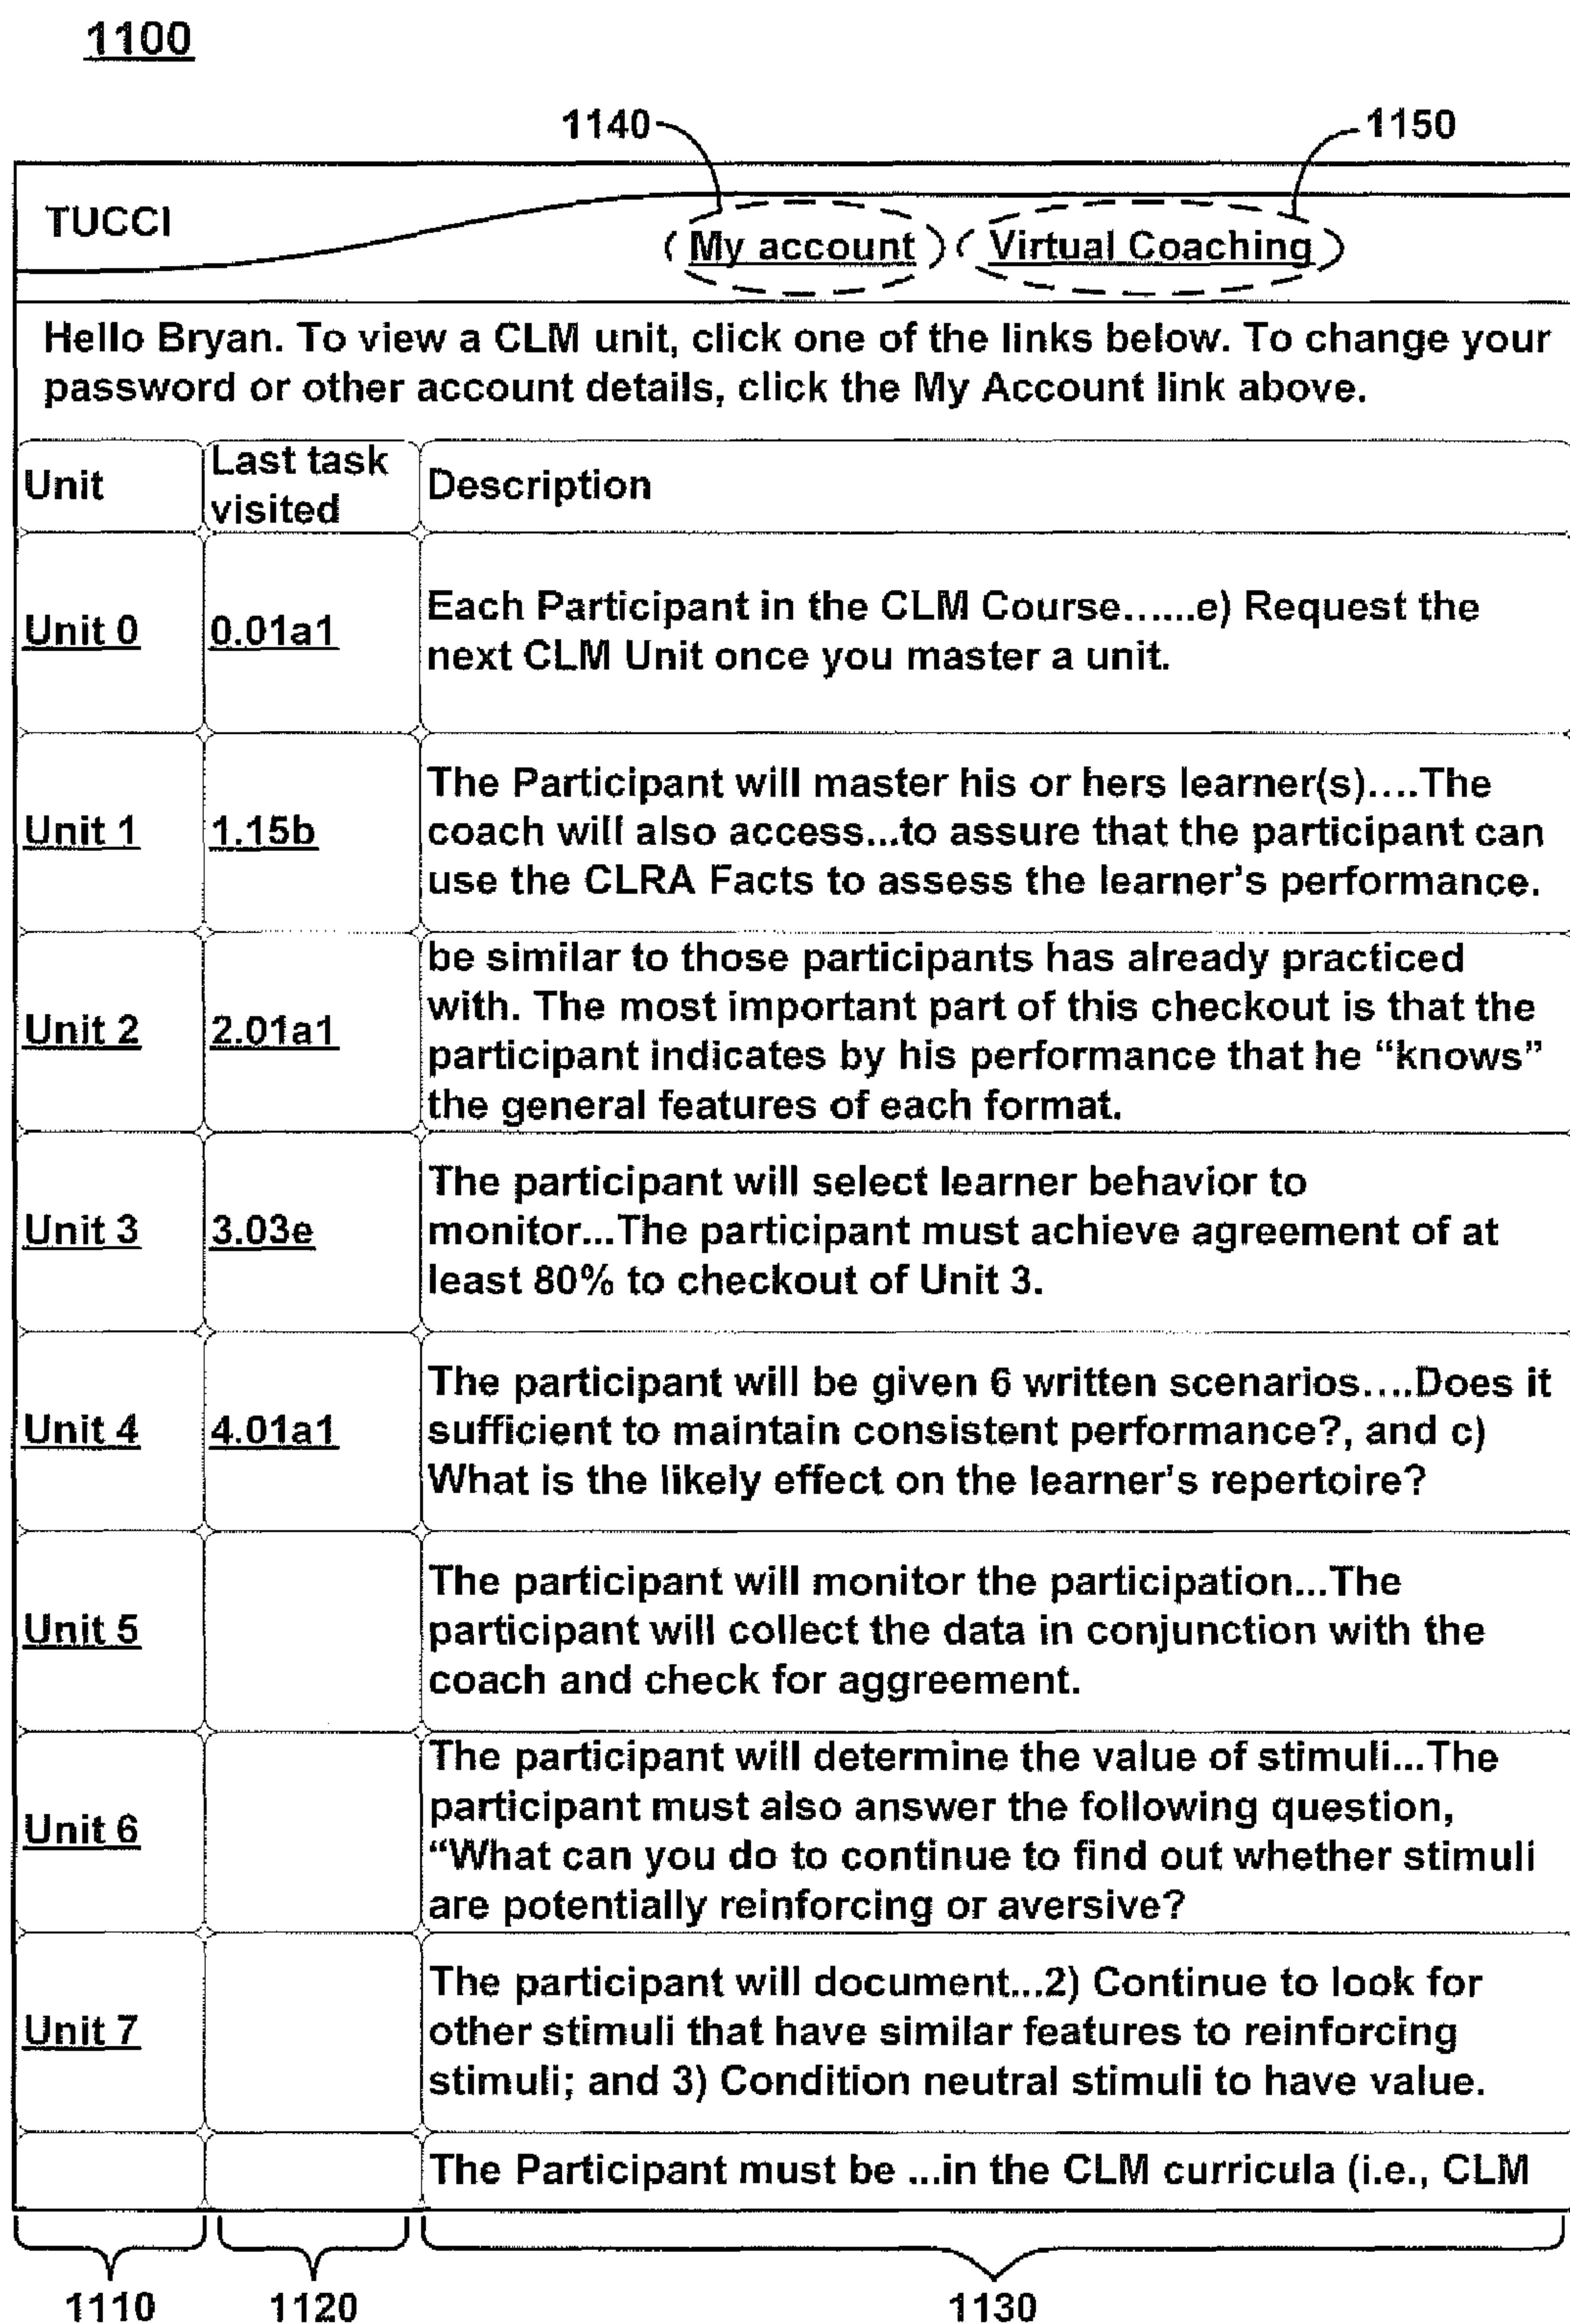 1100
1140
1150
TUCCI
My account
Virtual Coaching
Hello Bryan. To view a CLM unit, click one of the links below. To change your
password or other account details, click the My Account link above.
Unit
Last task
visited
Description
Unit 0
0.01a1
Each Participant in the CLM Course......e) Request the
next CLM Unit once you master a unit.
Unit 1
1.15b
The Participant will master his or hers learner(s)....The
coach will also access...to assure that the participant can
use the CLRA Facts to assess the learner's performance.
Unit 2
2.01a1
be similar to those participants has already practiced
with. The most important part of this checkout is that the
participant indicates by his performance that he “knows”
the general features of each format.
Unit 3
3.03e
The participant will select learner behavior to
monitor...The participant must achieve agreement of at
least 80% to checkout of Unit 3.
Unit 4
4.01a1
The participant will be given 6 written scenarios....Does it
sufficient to maintain consistent performance?, and c)
What is the likely effect on the learner's repertoire?
Unit 5
The participant will monitor the participation...The
participant will collect the data in conjunction with the
coach and check for aggreement.
Unit 6
The participant will determine the value of stimuli...The
participant must also answer the following question,
“What can you do to continue to find out whether stimuli
are potentially reinforcing or aversive?
Unit 7
The participant will document...2) Continue to look for
other stimuli that have similar features to reinforcing
stimuli; and 3) Condition neutral stimuli to have value.
The Participant must be ...in the CLM curricula (i.e., CLM
1110
1120
1130